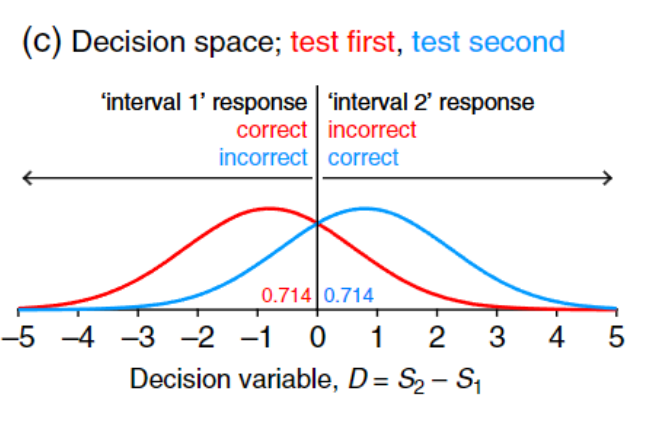 (c) Decision space; test first, test second
‘interval 1’ response ‘interval 2’ response
correct incorrect
incorrect correct
0.714 0.714
–5 –4 –3 –2 –1 0 1 2 3 4 5
Decision variable, D = S₂ – S₁